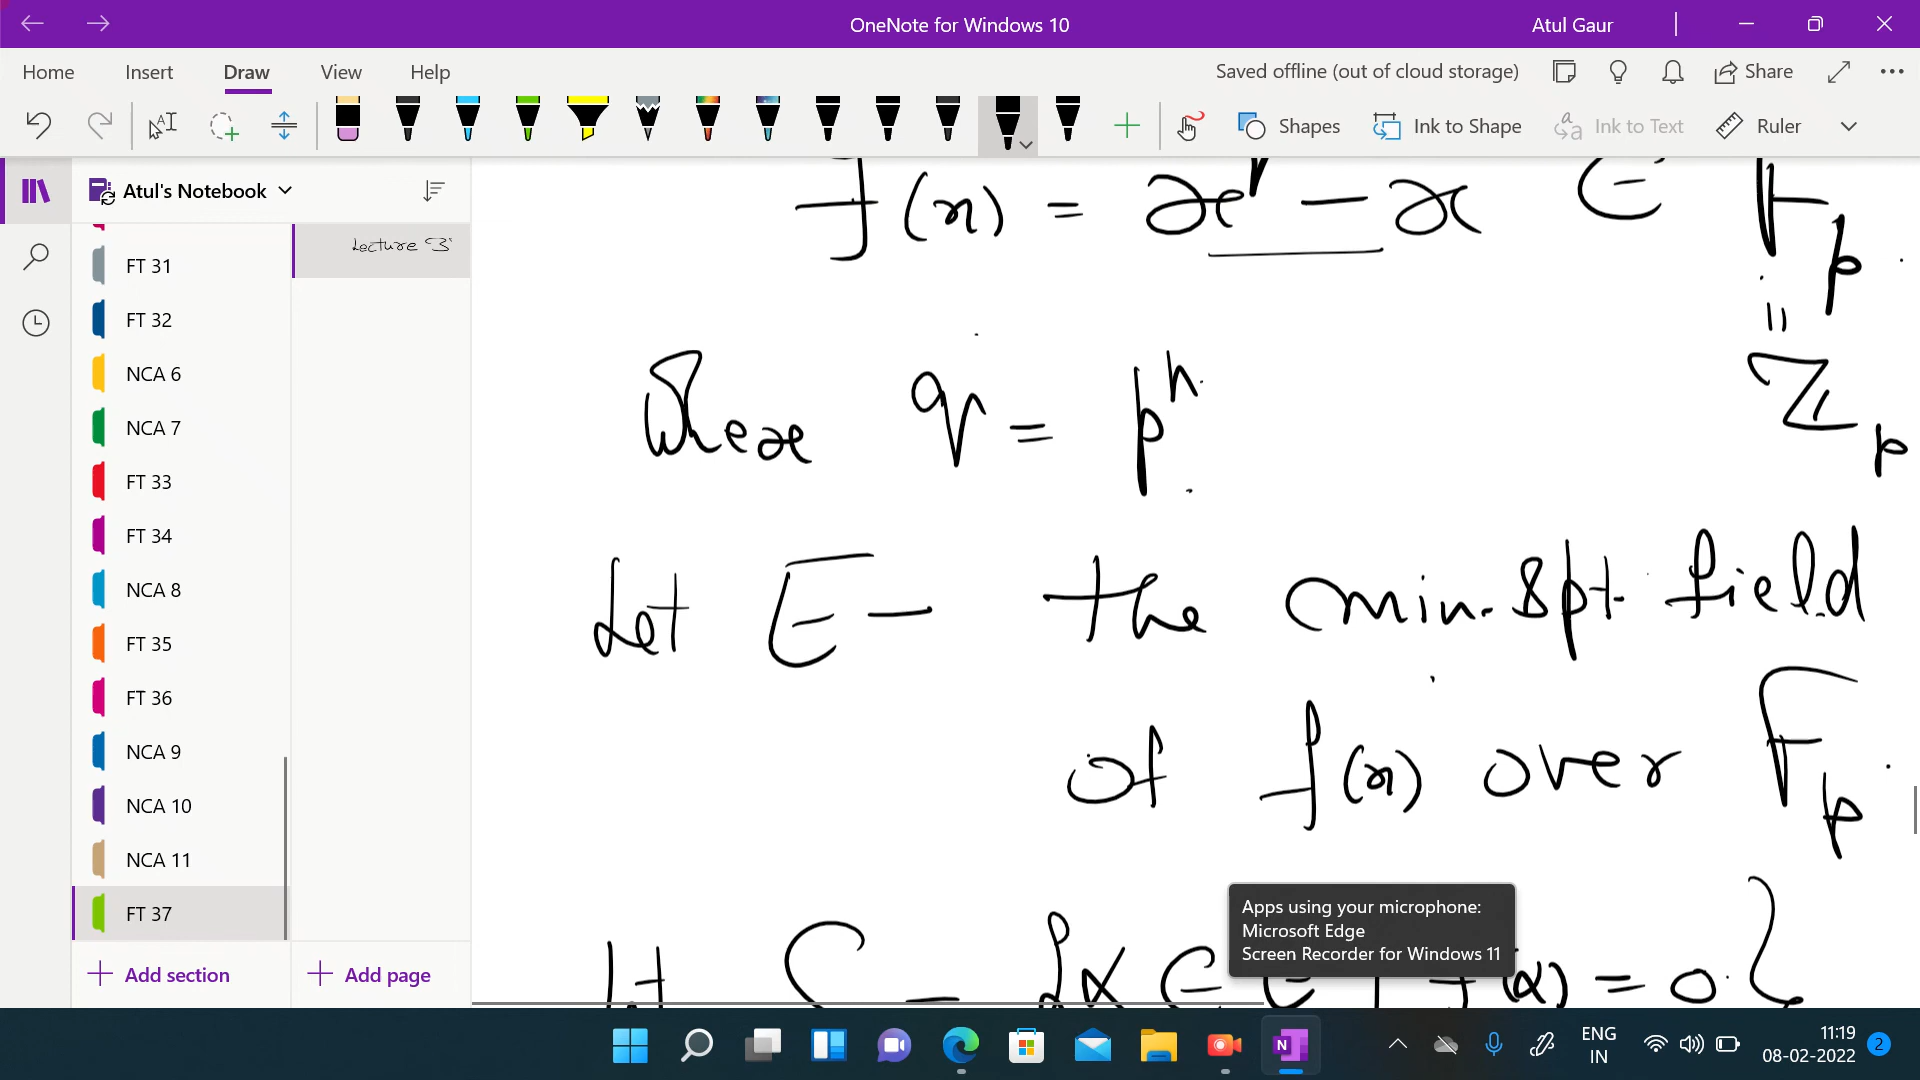 OneNote for Windows 10
Atul Gaur
Home Insert Draw View Help
Saved offline (out of cloud storage)
Share
Shapes
Ink to Shape
Ink to Text
Ruler
Atul's Notebook
Lecture 3
FT 31
FT 32
NCA 6
NCA 7
FT 33
FT 34
NCA 8
FT 35
FT 36
NCA 9
NCA 10
NCA 11
FT 37
Add section
Add page
f(x) = x^q - x ∈ F_p
= Z_p
Where q = p^n
Let E — the min. spt. field
of f(x) over F_p.
S = {α ∈ E | f(α) = 0}
Apps using your microphone:
Microsoft Edge
Screen Recorder for Windows 11
ENG
IN
11:19
08-02-2022
2